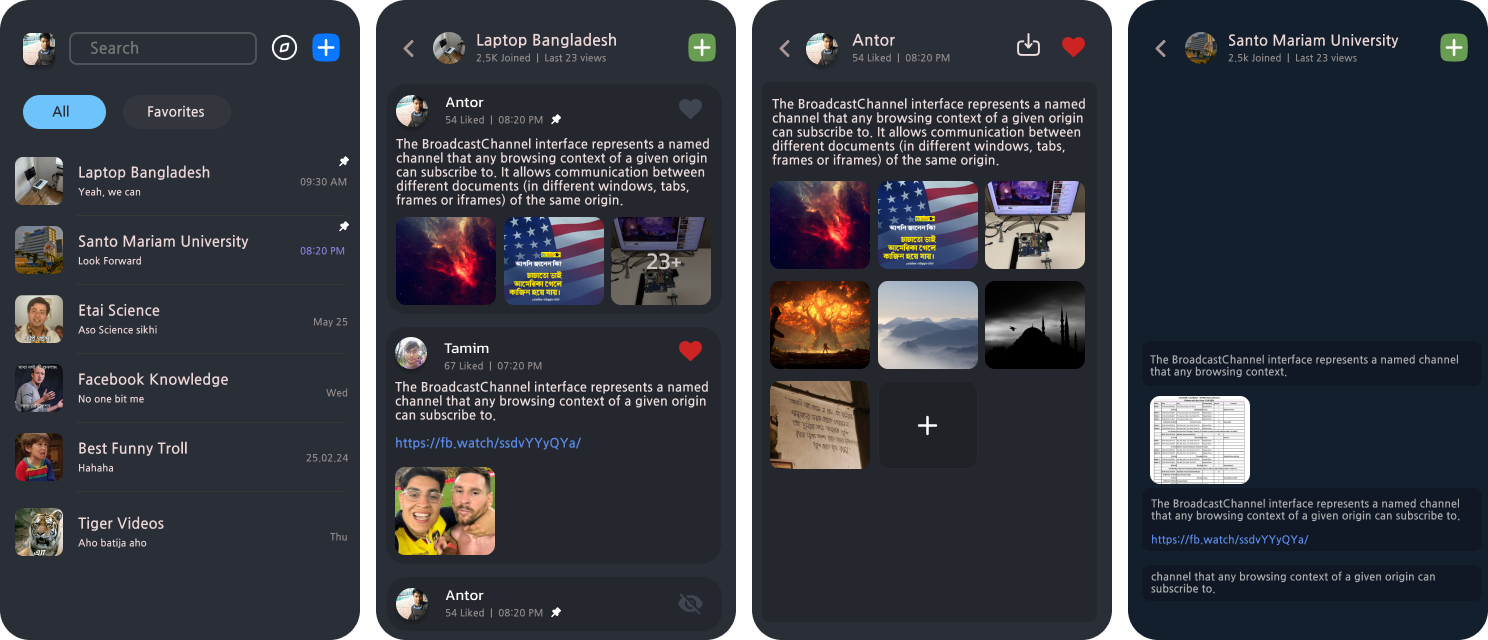 Search
All
Favorites
Laptop Bangladesh
Yeah, we can
09:30 AM
Santo Mariam University
Look Forward
08:20 PM
Etai Science
Aso Science sikhi
May 25
Facebook Knowledge
No one bit me
Wed
Best Funny Troll
Hahaha
25.02.24
Tiger Videos
Aho batija aho
Thu
Laptop Bangladesh
2.5K Joined | Last 23 views
Antor
54 Liked | 08:20 PM
The BroadcastChannel interface represents a named
channel that any browsing context of a given origin
can subscribe to. It allows communication between
different documents (in different windows, tabs,
frames or iframes) of the same origin.
আপনি জানেন কি?
চাচাতো ভাই
আমেরিকা গেলে
কাজিন হয়ে যায়।
23+
Tamim
67 Liked | 07:20 PM
The BroadcastChannel interface represents a named
channel that any browsing context of a given origin
can subscribe to.
https://fb.watch/ssdvYYyQYa/
Antor
54 Liked | 08:20 PM
Antor
54 Liked | 08:20 PM
The BroadcastChannel interface represents a named
channel that any browsing context of a given origin
can subscribe to. It allows communication between
different documents (in different windows, tabs,
frames or iframes) of the same origin.
আপনি জানেন কি?
চাচাতো ভাই
আমেরিকা গেলে
কাজিন হয়ে যায়।
Santo Mariam University
2.5k Joined | Last 23 views
The BroadcastChannel interface represents a named channel
that any browsing context.
The BroadcastChannel interface represents a named channel
that any browsing context of a given origin can subscribe to.
https://fb.watch/ssdvYYyQYa/
channel that any browsing context of a given origin can
subscribe to.